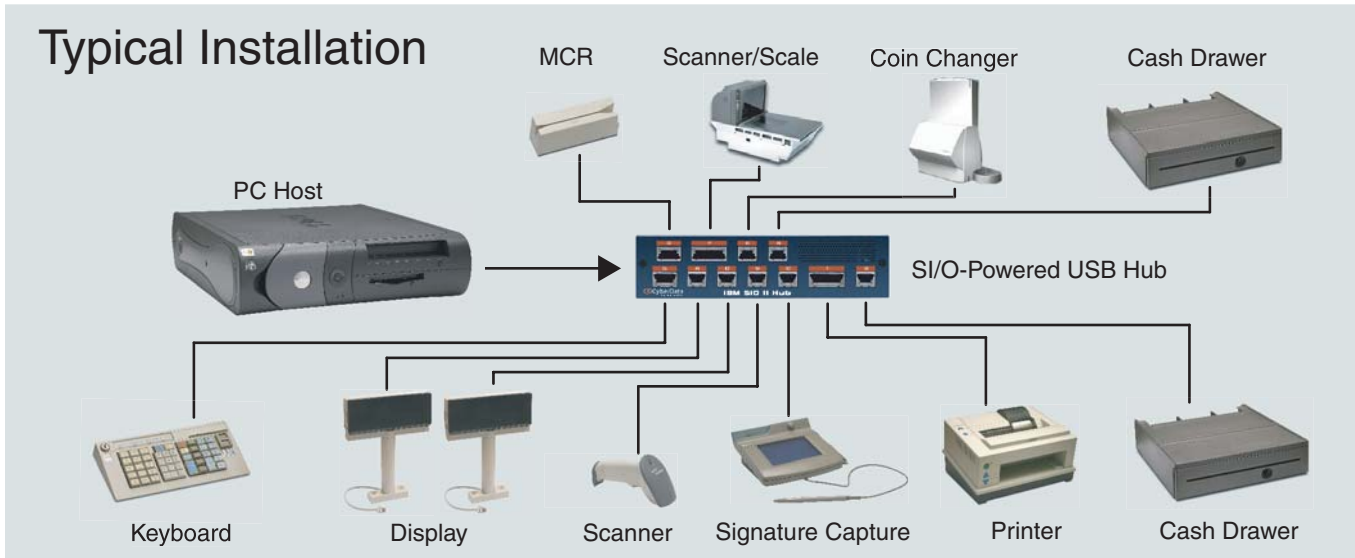 Typical Installation
MCR
Scanner/Scale
Coin Changer
Cash Drawer
PC Host
SI/O-Powered USB Hub
CyberData
IBM SIO II Hub
Keyboard
Display
Scanner
Signature Capture
Printer
Cash Drawer